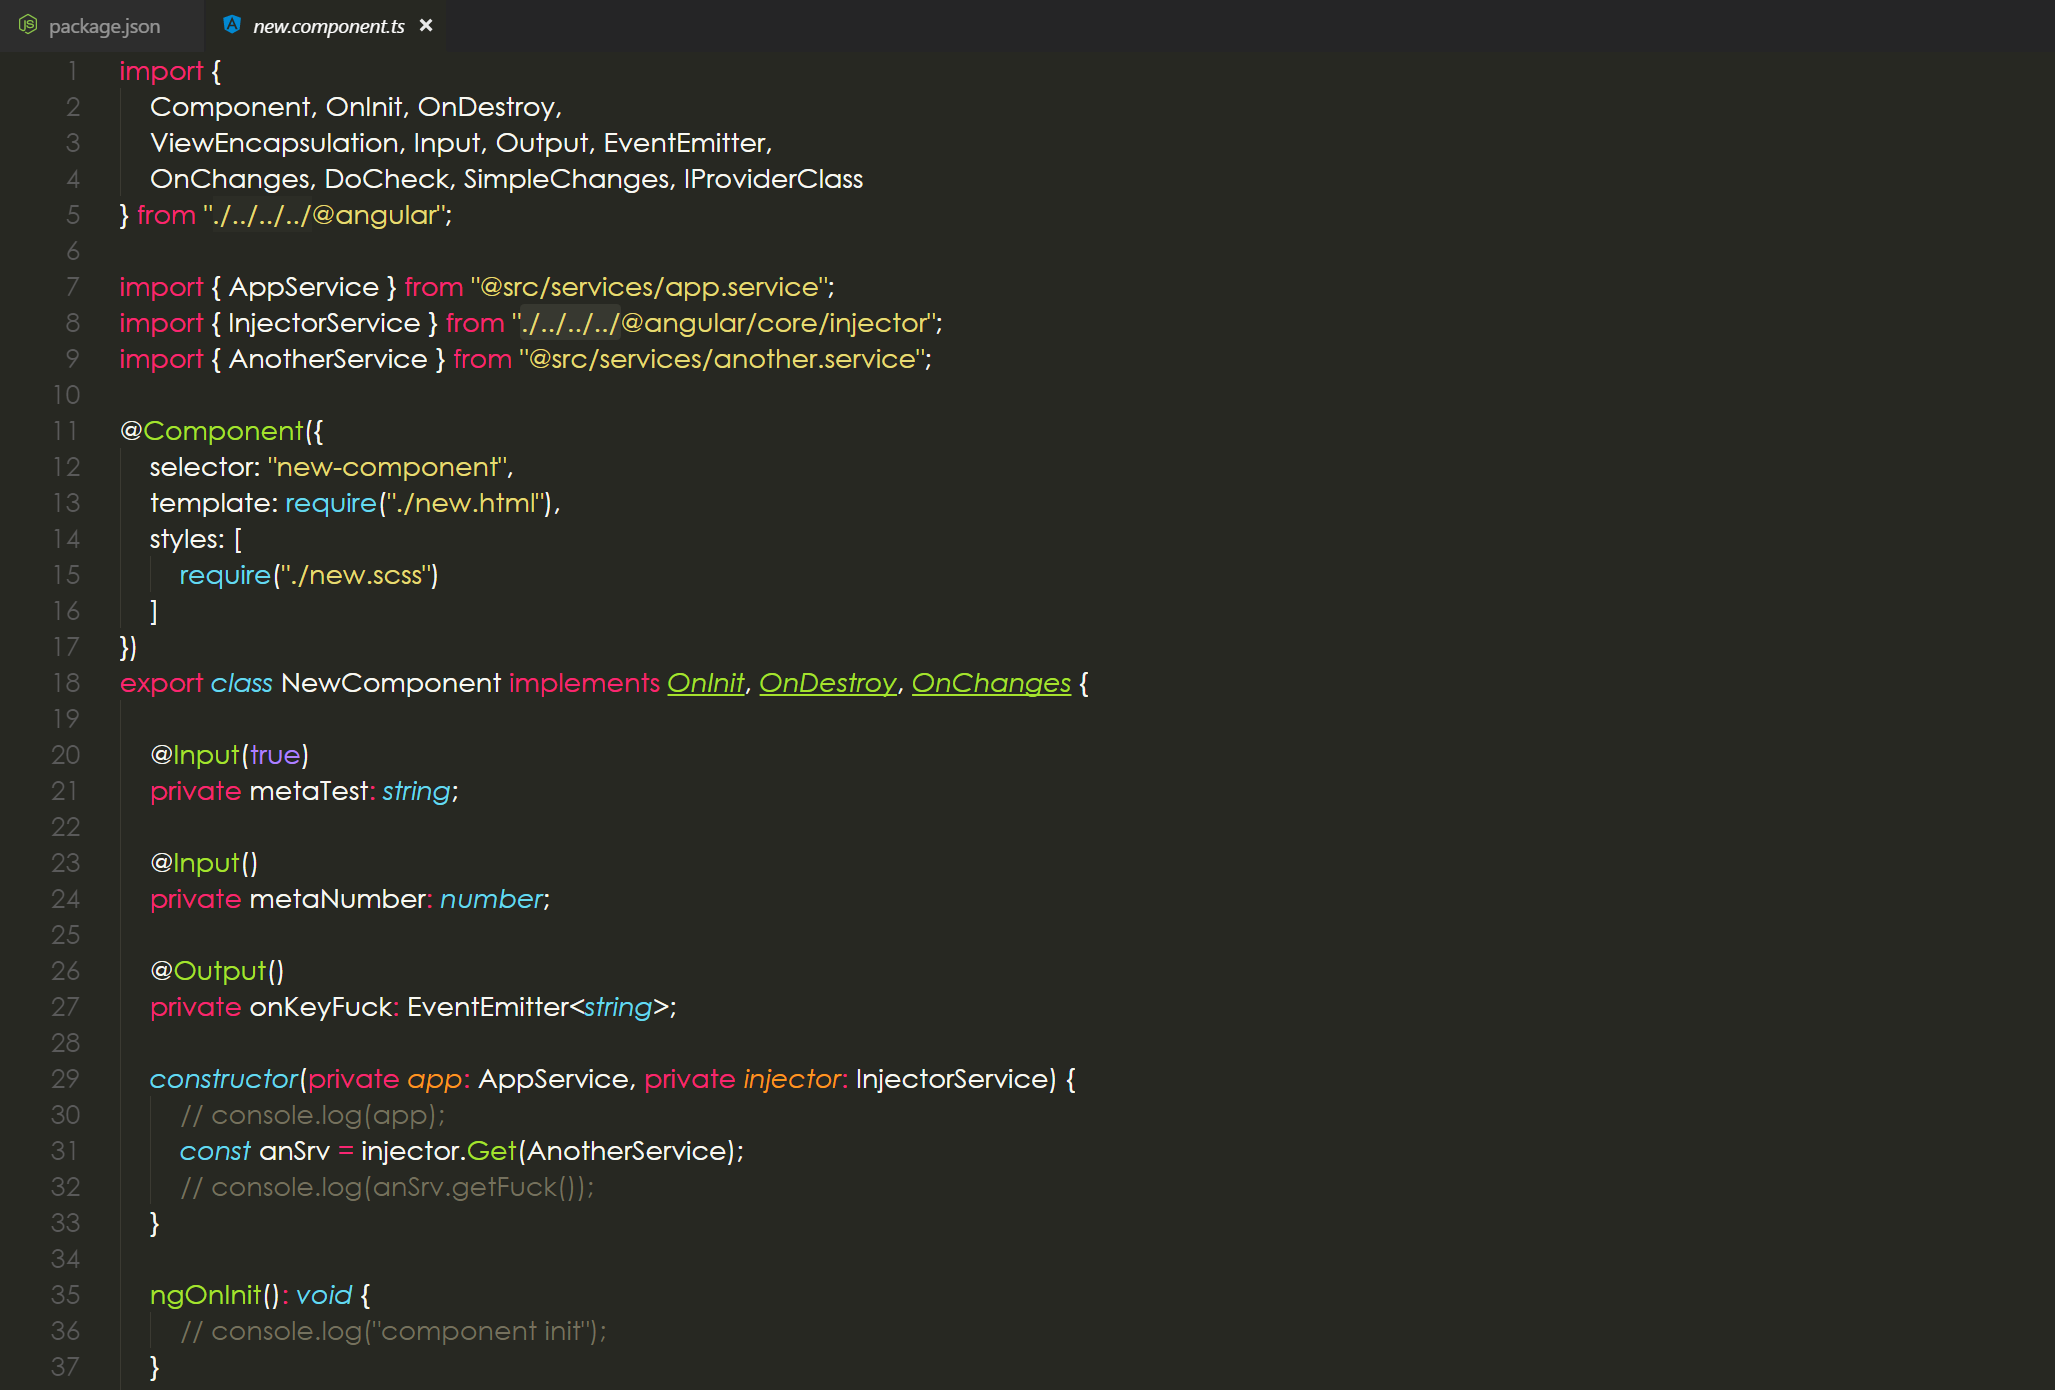 package.json new.component.ts ×
1 import {
2 Component, OnInit, OnDestroy,
3 ViewEncapsulation, Input, Output, EventEmitter,
4 OnChanges, DoCheck, SimpleChanges, IProviderClass
5 } from "./../../../@angular";
6
7 import { AppService } from "@src/services/app.service";
8 import { InjectorService } from "./../../../@angular/core/injector";
9 import { AnotherService } from "@src/services/another.service";
10
11 @Component({
12 selector: "new-component",
13 template: require("./new.html"),
14 styles: [
15 require("./new.scss")
16 ]
17 })
18 export class NewComponent implements OnInit, OnDestroy, OnChanges {
19
20 @Input(true)
21 private metaTest: string;
22
23 @Input()
24 private metaNumber: number;
25
26 @Output()
27 private onKeyFuck: EventEmitter<string>;
28
29 constructor(private app: AppService, private injector: InjectorService) {
30 // console.log(app);
31 const anSrv = injector.Get(AnotherService);
32 // console.log(anSrv.getFuck());
33 }
34
35 ngOnInit(): void {
36 // console.log("component init");
37 }